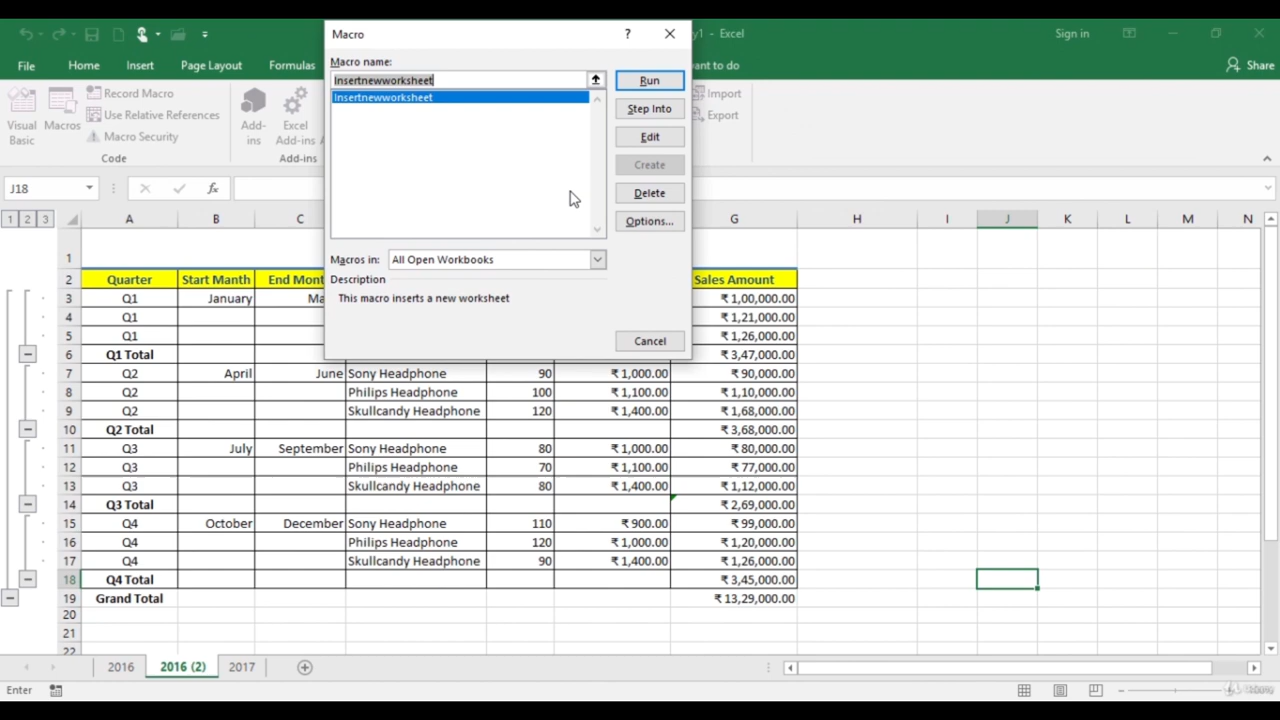 Macro
?
y1 - Excel
Sign in
File
Home
Insert
Page Layout
Formulas
want to do
Share
Macro name:
Insertnewworksheet
Insertnewworksheet
Run
Step Into
Edit
Create
Delete
Options...
Macros in:
All Open Workbooks
Description
This macro inserts a new worksheet
Cancel
Visual Basic
Macros
Record Macro
Use Relative References
Macro Security
Code
Add-ins
Excel Add-ins
Add-ins
Import
Export
J18
fx
1 2 3
A B C G H I J K L M N
1
2 Quarter Start Manth End Mont Sales Amount
3 Q1 January Ma ₹ 1,00,000.00
4 Q1 ₹ 1,21,000.00
5 Q1 ₹ 1,26,000.00
6 Q1 Total ₹ 3,47,000.00
7 Q2 April June Sony Headphone 90 ₹ 1,000.00 ₹ 90,000.00
8 Q2 Philips Headphone 100 ₹ 1,100.00 ₹ 1,10,000.00
9 Q2 Skullcandy Headphone 120 ₹ 1,400.00 ₹ 1,68,000.00
10 Q2 Total ₹ 3,68,000.00
11 Q3 July September Sony Headphone 80 ₹ 1,000.00 ₹ 80,000.00
12 Q3 Philips Headphone 70 ₹ 1,100.00 ₹ 77,000.00
13 Q3 Skullcandy Headphone 80 ₹ 1,400.00 ₹ 1,12,000.00
14 Q3 Total ₹ 2,69,000.00
15 Q4 October December Sony Headphone 110 ₹ 900.00 ₹ 99,000.00
16 Q4 Philips Headphone 120 ₹ 1,000.00 ₹ 1,20,000.00
17 Q4 Skullcandy Headphone 90 ₹ 1,400.00 ₹ 1,26,000.00
18 Q4 Total ₹ 3,45,000.00
19 Grand Total ₹ 13,29,000.00
20
21
22
2016
2016 (2)
2017
Enter